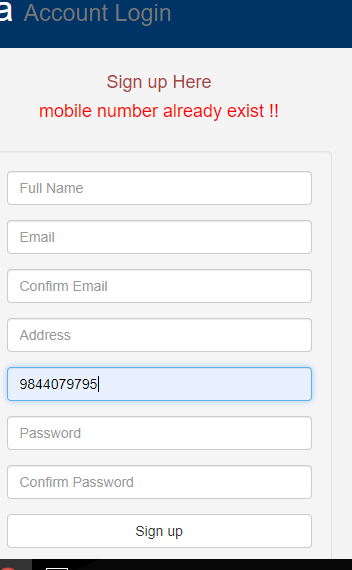 a Account Login
Sign up Here
mobile number already exist !!
Full Name
Email
Confirm Email
Address
9844079795
Password
Confirm Password
Sign up